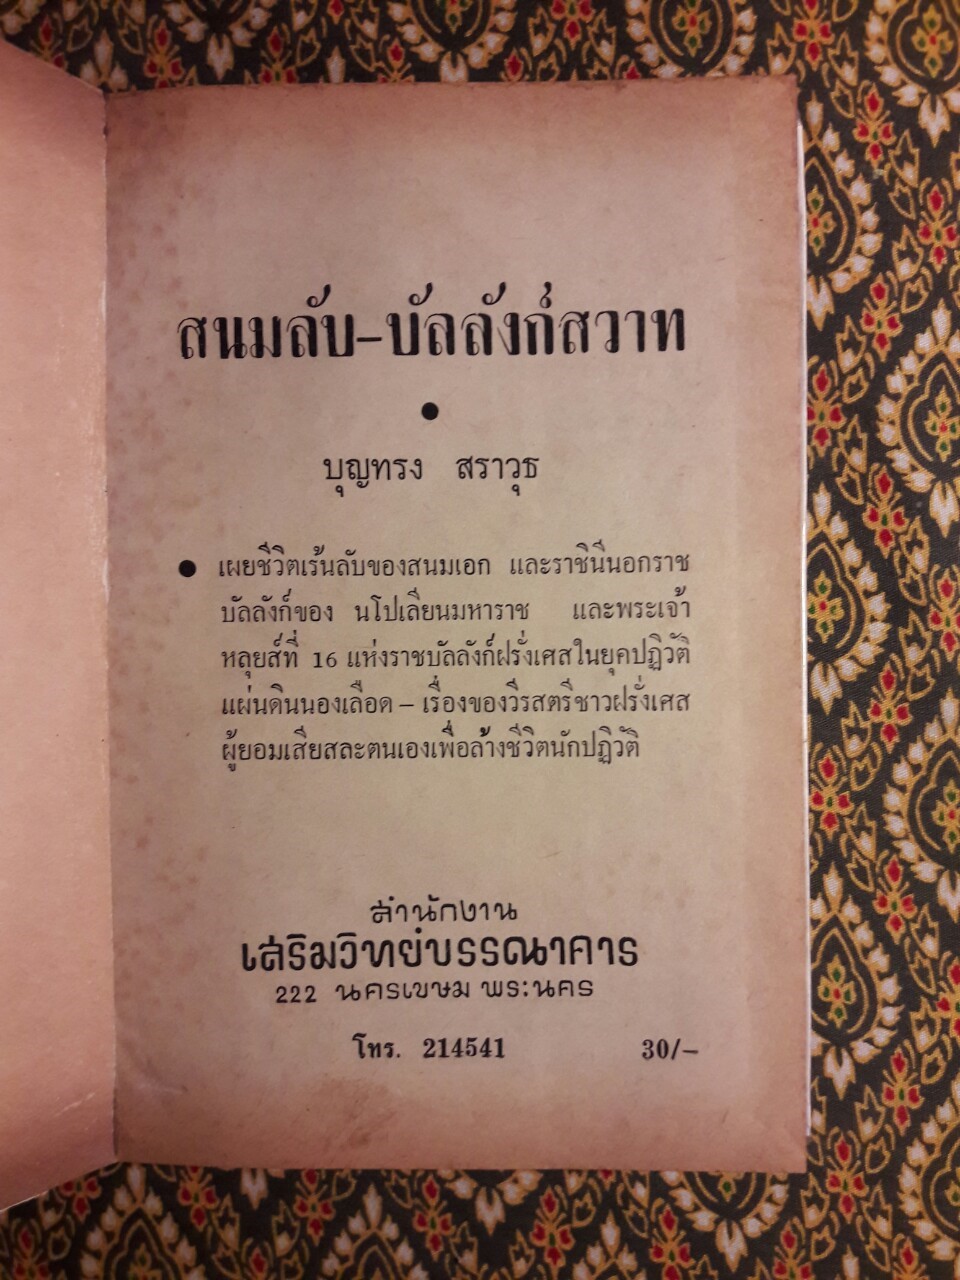 สนมลับ-บัลลังก์สวาท
●
บุญทรง สราวุธ
● เผยชีวิตเร้นลับของสนมเอก และราชินีนอกราช
บัลลังก์ของ นโปเลียนมหาราช และพระเจ้า
หลุยส์ที่ 16 แห่งราชบัลลังก์ฝรั่งเศสในยุคปฏิวัติ
แผ่นดินนองเลือด – เรื่องของวีรสตรีชาวฝรั่งเศส
ผู้ยอมเสียสละตนเองเพื่อล้างชีวิตนักปฏิวัติ
สำนักงาน
เสริมวิทย์บรรณาคาร
222 นครเขษม พระนคร
โทร. 214541 30/–